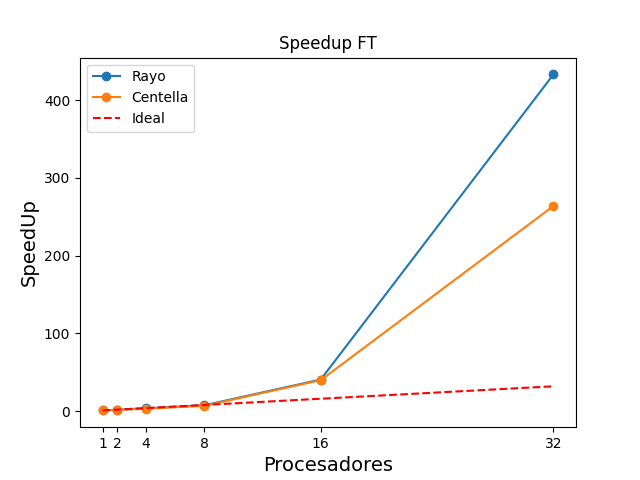 Speedup FT
Rayo
Centella
Ideal
SpeedUp
400
300
200
100
0
1 2 4 8 16 32
Procesadores